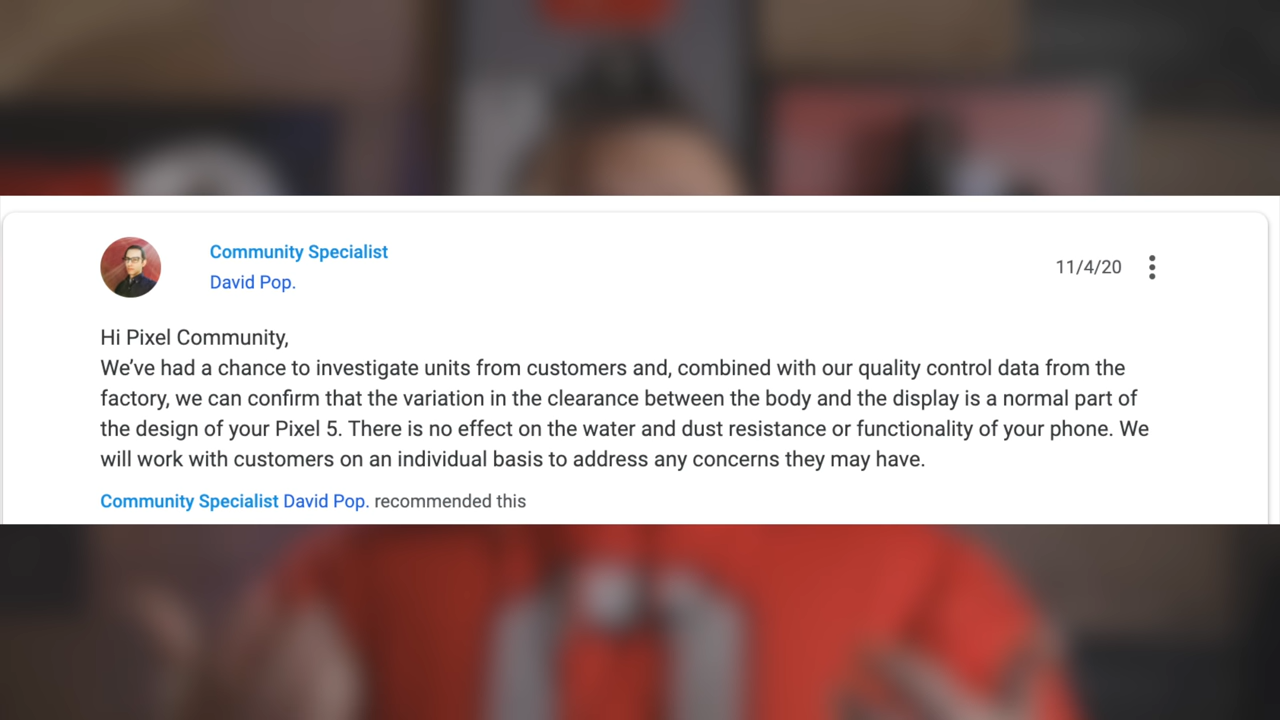 Community Specialist
David Pop.
11/4/20
Hi Pixel Community,
We’ve had a chance to investigate units from customers and, combined with our quality control data from the
factory, we can confirm that the variation in the clearance between the body and the display is a normal part of
the design of your Pixel 5. There is no effect on the water and dust resistance or functionality of your phone. We
will work with customers on an individual basis to address any concerns they may have.
Community Specialist David Pop. recommended this